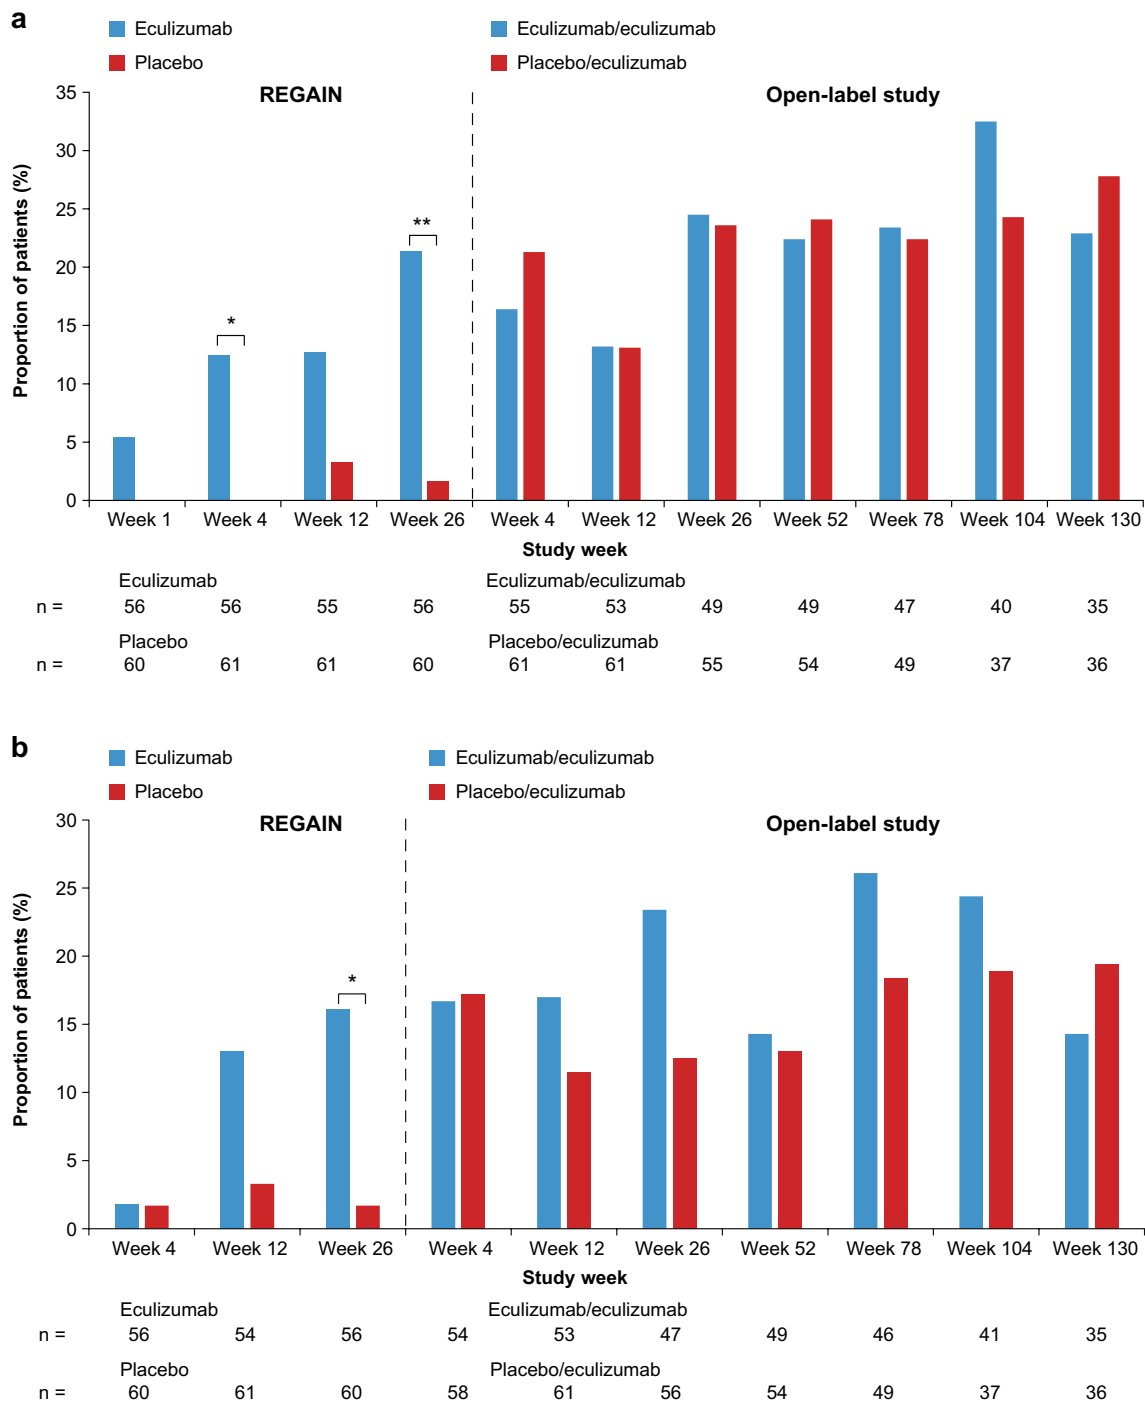 a
Eculizumab
Placebo
Eculizumab/eculizumab
Placebo/eculizumab
REGAIN
Open-label study
Proportion of patients (%)
35
30
25
20
15
10
5
0
*
**
Week 1 Week 4 Week 12 Week 26 Week 4 Week 12 Week 26 Week 52 Week 78 Week 104 Week 130
Study week
Eculizumab Eculizumab/eculizumab
n = 56 56 55 56 55 53 49 49 47 40 35
Placebo Placebo/eculizumab
n = 60 61 61 60 61 61 55 54 49 37 36
b
Eculizumab
Placebo
Eculizumab/eculizumab
Placebo/eculizumab
REGAIN
Open-label study
Proportion of patients (%)
30
25
20
15
10
5
0
*
Week 4 Week 12 Week 26 Week 4 Week 12 Week 26 Week 52 Week 78 Week 104 Week 130
Study week
Eculizumab Eculizumab/eculizumab
n = 56 54 56 54 53 47 49 46 41 35
Placebo Placebo/eculizumab
n = 60 61 60 58 61 56 54 49 37 36